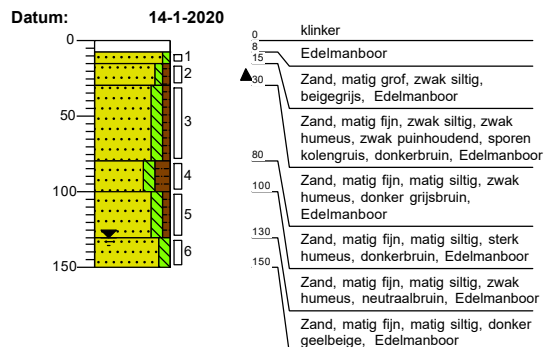 Datum: 14-1-2020
0
50
100
150
1
2
3
4
5
6
0
klinker
8
Edelmanboor
15
Zand, matig grof, zwak siltig,
beigegrijs, Edelmanboor
30
Zand, matig fijn, zwak siltig, zwak
humeus, zwak puinhoudend, sporen
kolengruis, donkerbruin, Edelmanboor
80
Zand, matig fijn, matig siltig, zwak
humeus, donker grijsbruin,
Edelmanboor
100
Zand, matig fijn, matig siltig, sterk
humeus, donkerbruin, Edelmanboor
130
Zand, matig fijn, matig siltig, zwak
humeus, neutraalbruin, Edelmanboor
150
Zand, matig fijn, matig siltig, donker
geelbeige, Edelmanboor